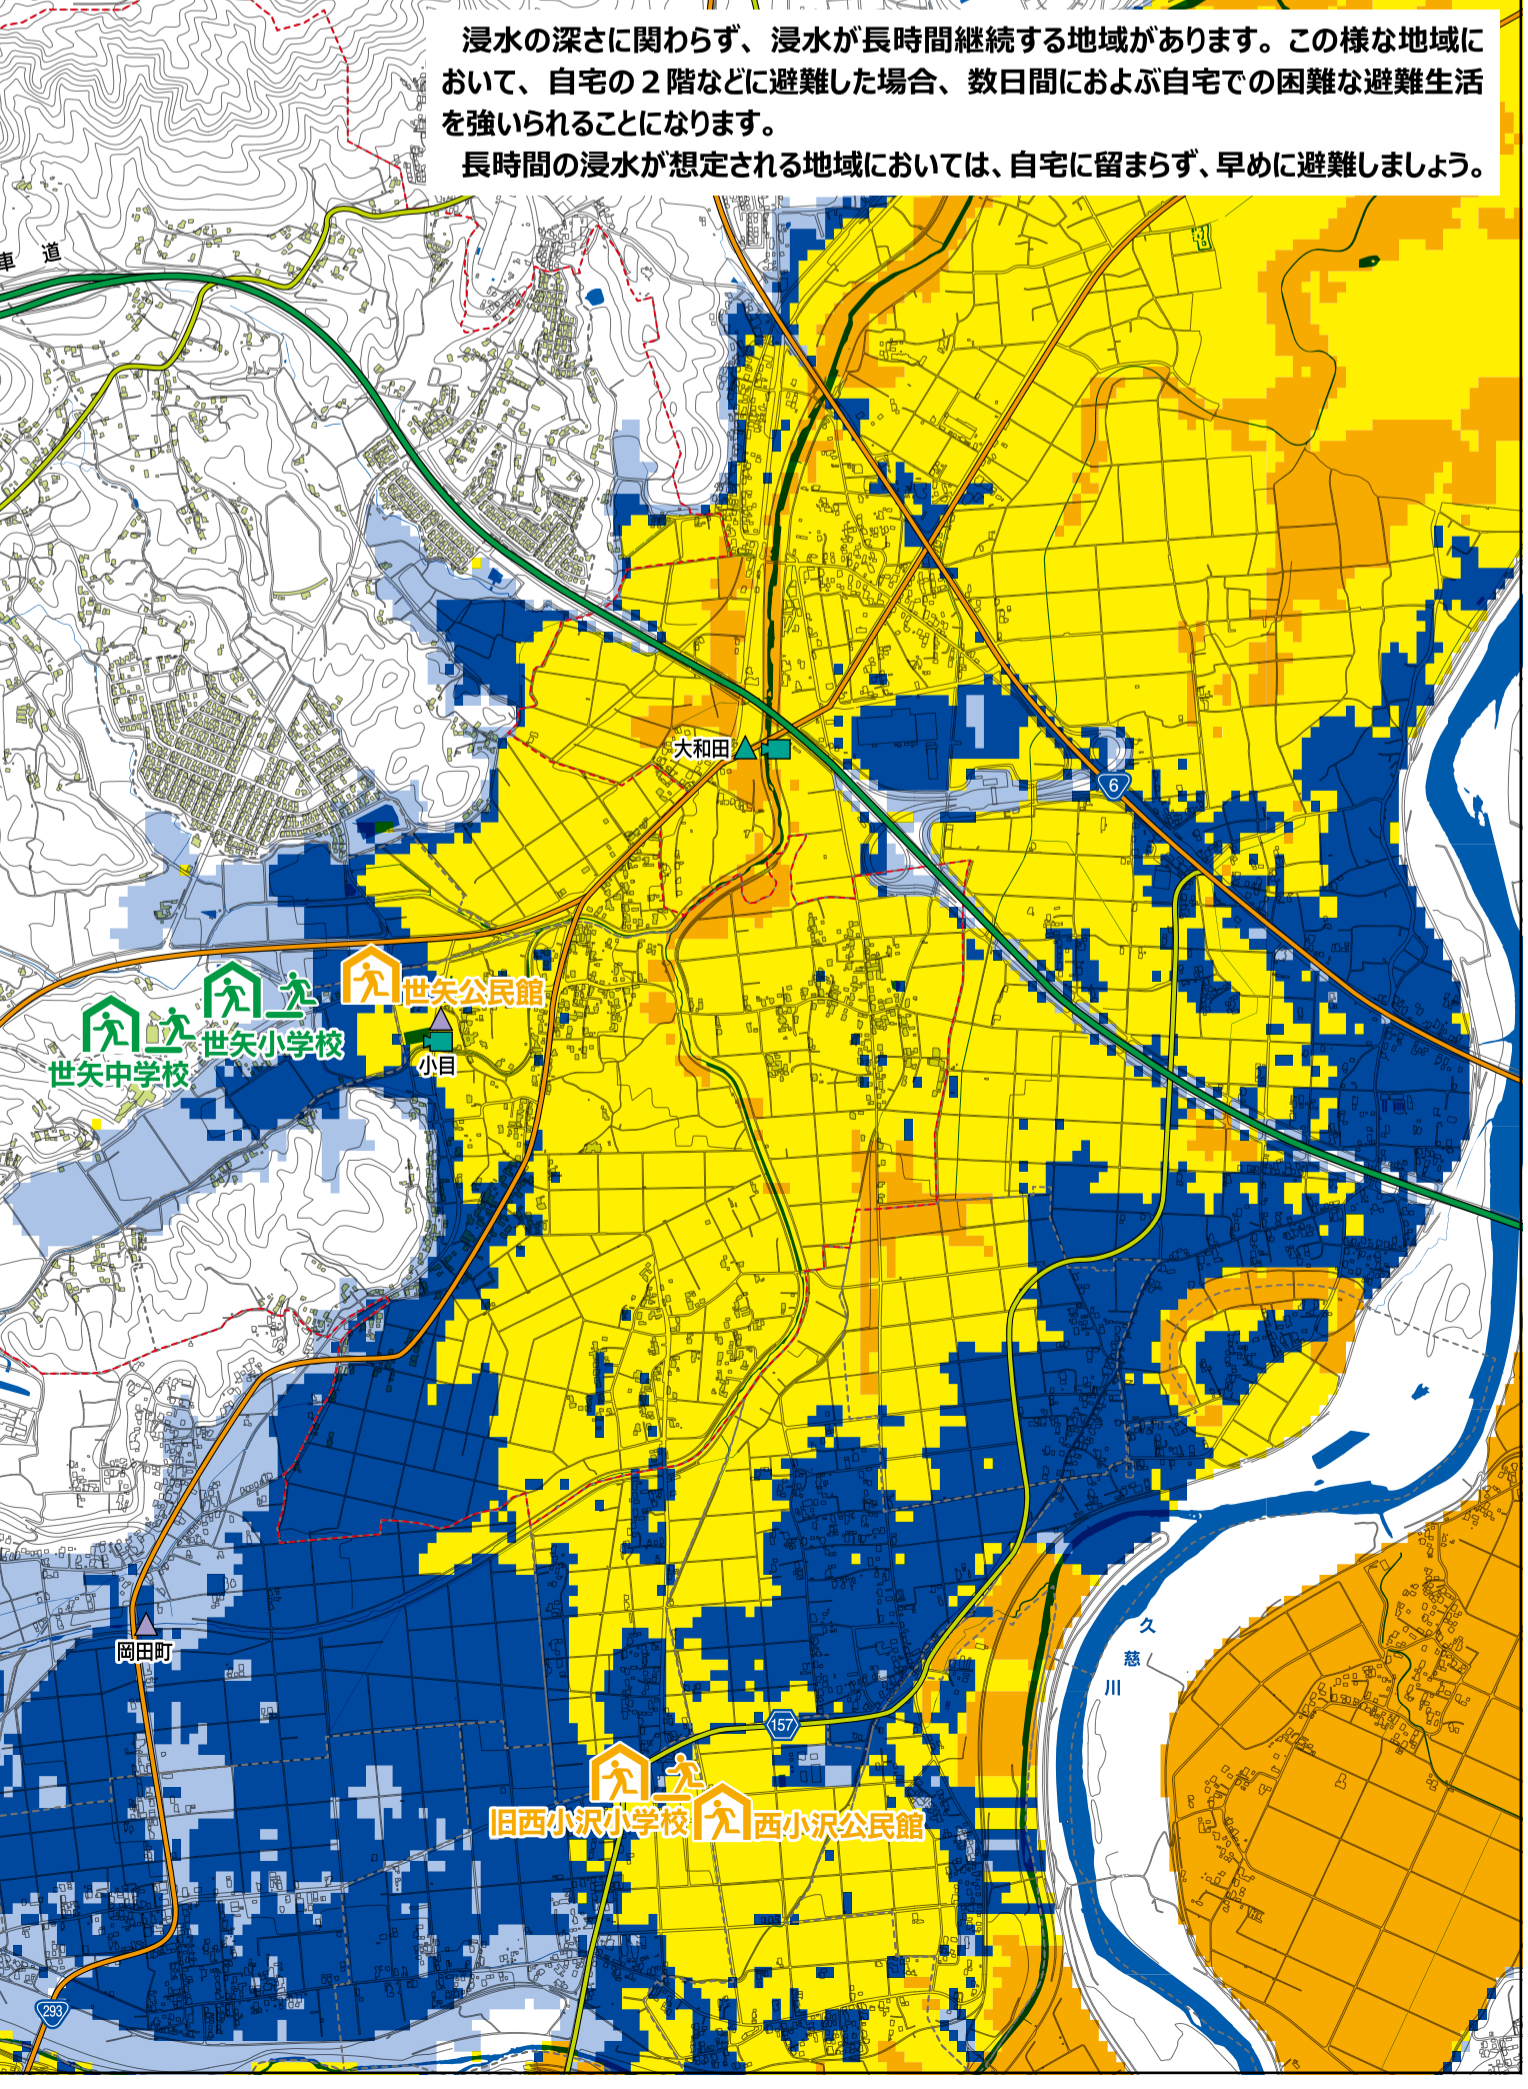 浸水の深さに関わらず、浸水が長時間継続する地域があります。この様な地域に
おいて、自宅の２階などに避難した場合、数日間におよぶ自宅での困難な避難生活
を強いられることになります。
長時間の浸水が想定される地域においては、自宅に留まらず、早めに避難しましょう。
車道
大和田
6
世矢公民館
世矢小学校
世矢中学校
小目
岡田町
久慈川
157
旧西小沢小学校
西小沢公民館
293